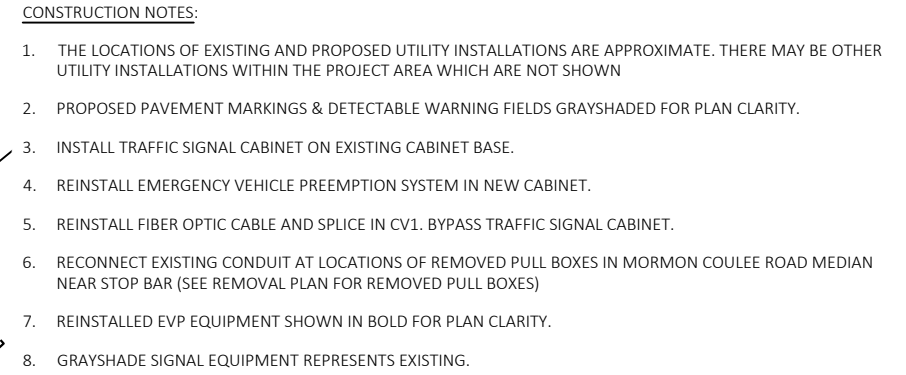 CONSTRUCTION NOTES:
1. THE LOCATIONS OF EXISTING AND PROPOSED UTILITY INSTALLATIONS ARE APPROXIMATE. THERE MAY BE OTHER
UTILITY INSTALLATIONS WITHIN THE PROJECT AREA WHICH ARE NOT SHOWN
2. PROPOSED PAVEMENT MARKINGS & DETECTABLE WARNING FIELDS GRAYSHADED FOR PLAN CLARITY.
3. INSTALL TRAFFIC SIGNAL CABINET ON EXISTING CABINET BASE.
4. REINSTALL EMERGENCY VEHICLE PREEMPTION SYSTEM IN NEW CABINET.
5. REINSTALL FIBER OPTIC CABLE AND SPLICE IN CV1. BYPASS TRAFFIC SIGNAL CABINET.
6. RECONNECT EXISTING CONDUIT AT LOCATIONS OF REMOVED PULL BOXES IN MORMON COULEE ROAD MEDIAN
NEAR STOP BAR (SEE REMOVAL PLAN FOR REMOVED PULL BOXES)
7. REINSTALLED EVP EQUIPMENT SHOWN IN BOLD FOR PLAN CLARITY.
8. GRAYSHADE SIGNAL EQUIPMENT REPRESENTS EXISTING.